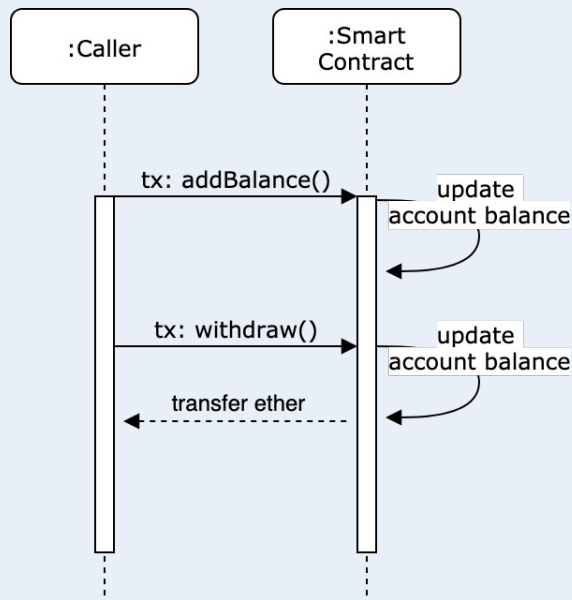 :Caller
:Smart
Contract
tx: addBalance()
update
account balance
tx: withdraw()
update
account balance
transfer ether